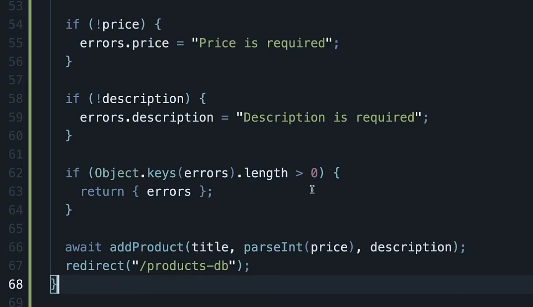 53
54 if (!price) {
55 errors.price = "Price is required";
56 }
57
58 if (!description) {
59 errors.description = "Description is required";
60 }
61
62 if (Object.keys(errors).length > 0) {
63 return { errors };
64 }
65
66 await addProduct(title, parseInt(price), description);
67 redirect("/products-db");
68 }
69